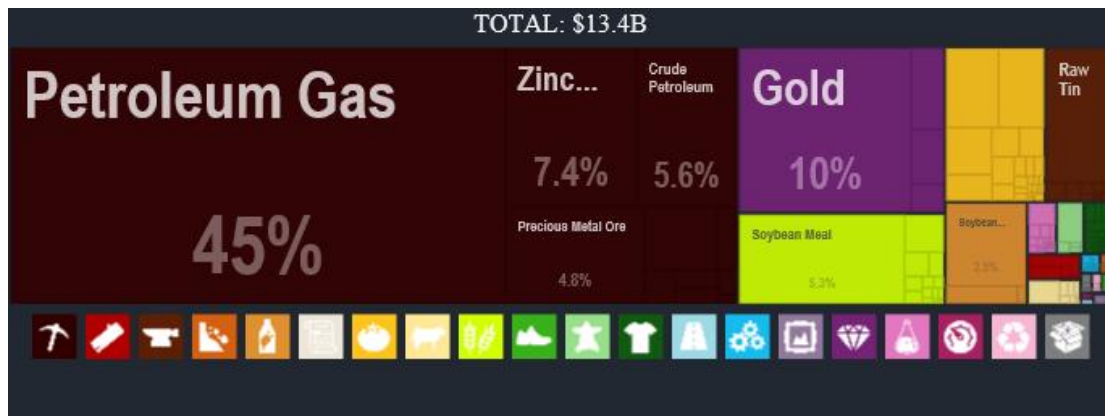 TOTAL: $13.4B
Petroleum Gas
45%
Zinc...
7.4%
Crude
Petroleum
5.6%
Precious Metal Ore
4.8%
Gold
10%
Soybean Meal
5.3%
Raw
Tin
Soybean...
2.5%